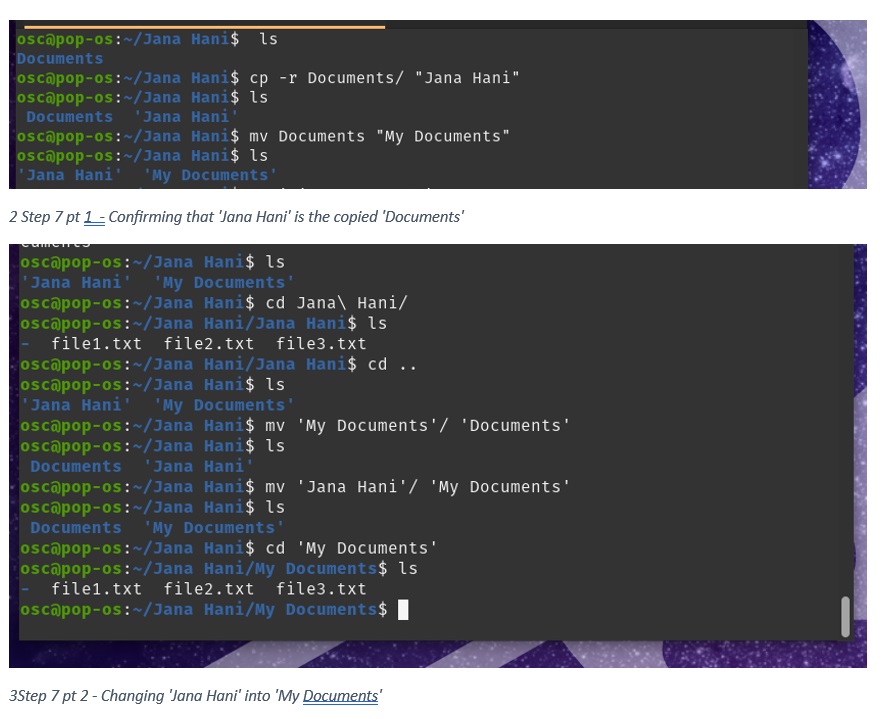 osc@pop-os:~/Jana Hani$  ls
Documents
osc@pop-os:~/Jana Hani$ cp -r Documents/ "Jana Hani"
osc@pop-os:~/Jana Hani$ ls
 Documents  'Jana Hani'
osc@pop-os:~/Jana Hani$ mv Documents "My Documents"
osc@pop-os:~/Jana Hani$ ls
'Jana Hani'  'My Documents'
2 Step 7 pt 1 - Confirming that 'Jana Hani' is the copied 'Documents'
osc@pop-os:~/Jana Hani$ ls
'Jana Hani'  'My Documents'
osc@pop-os:~/Jana Hani$ cd Jana\ Hani/
osc@pop-os:~/Jana Hani/Jana Hani$ ls
-  file1.txt  file2.txt  file3.txt
osc@pop-os:~/Jana Hani/Jana Hani$ cd ..
osc@pop-os:~/Jana Hani$ ls
'Jana Hani'  'My Documents'
osc@pop-os:~/Jana Hani$ mv 'My Documents'/ 'Documents'
osc@pop-os:~/Jana Hani$ ls
 Documents  'Jana Hani'
osc@pop-os:~/Jana Hani$ mv 'Jana Hani'/ 'My Documents'
osc@pop-os:~/Jana Hani$ ls
 Documents  'My Documents'
osc@pop-os:~/Jana Hani$ cd 'My Documents'
osc@pop-os:~/Jana Hani/My Documents$ ls
-  file1.txt  file2.txt  file3.txt
osc@pop-os:~/Jana Hani/My Documents$
3Step 7 pt 2 - Changing 'Jana Hani' into 'My Documents'